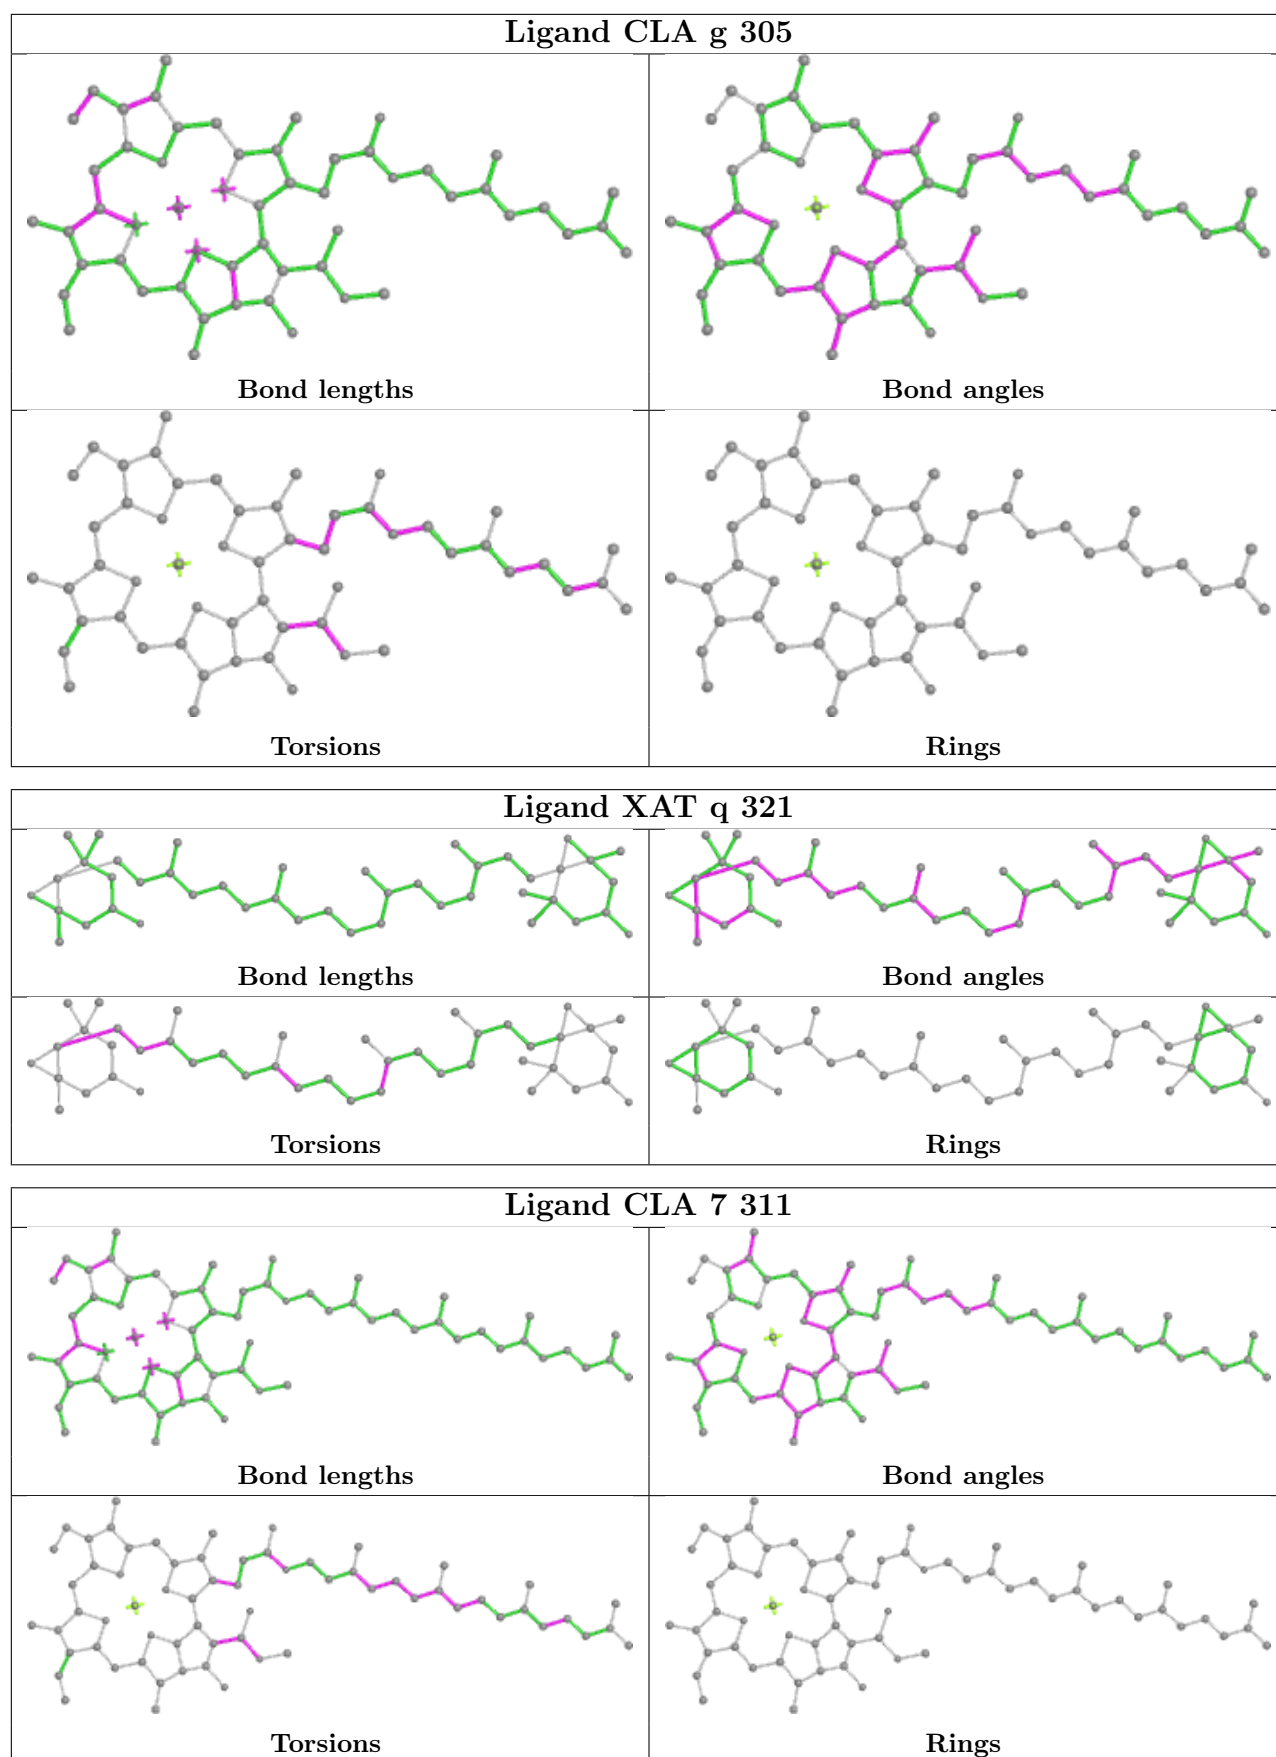 Ligand CLA g 305
Bond lengths
Bond angles
Torsions
Rings
Ligand XAT q 321
Bond lengths
Bond angles
Torsions
Rings
Ligand CLA 7 311
Bond lengths
Bond angles
Torsions
Rings